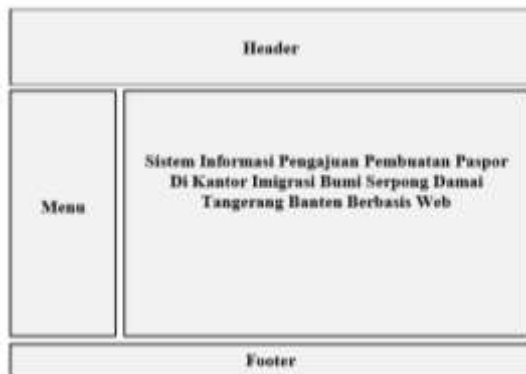 Header
Menu
Sistem Informasi Pengajuan Pembuatan Paspor
Di Kantor Imigrasi Bumi Serpong Damai
Tangerang Banten Berbasis Web
Footer